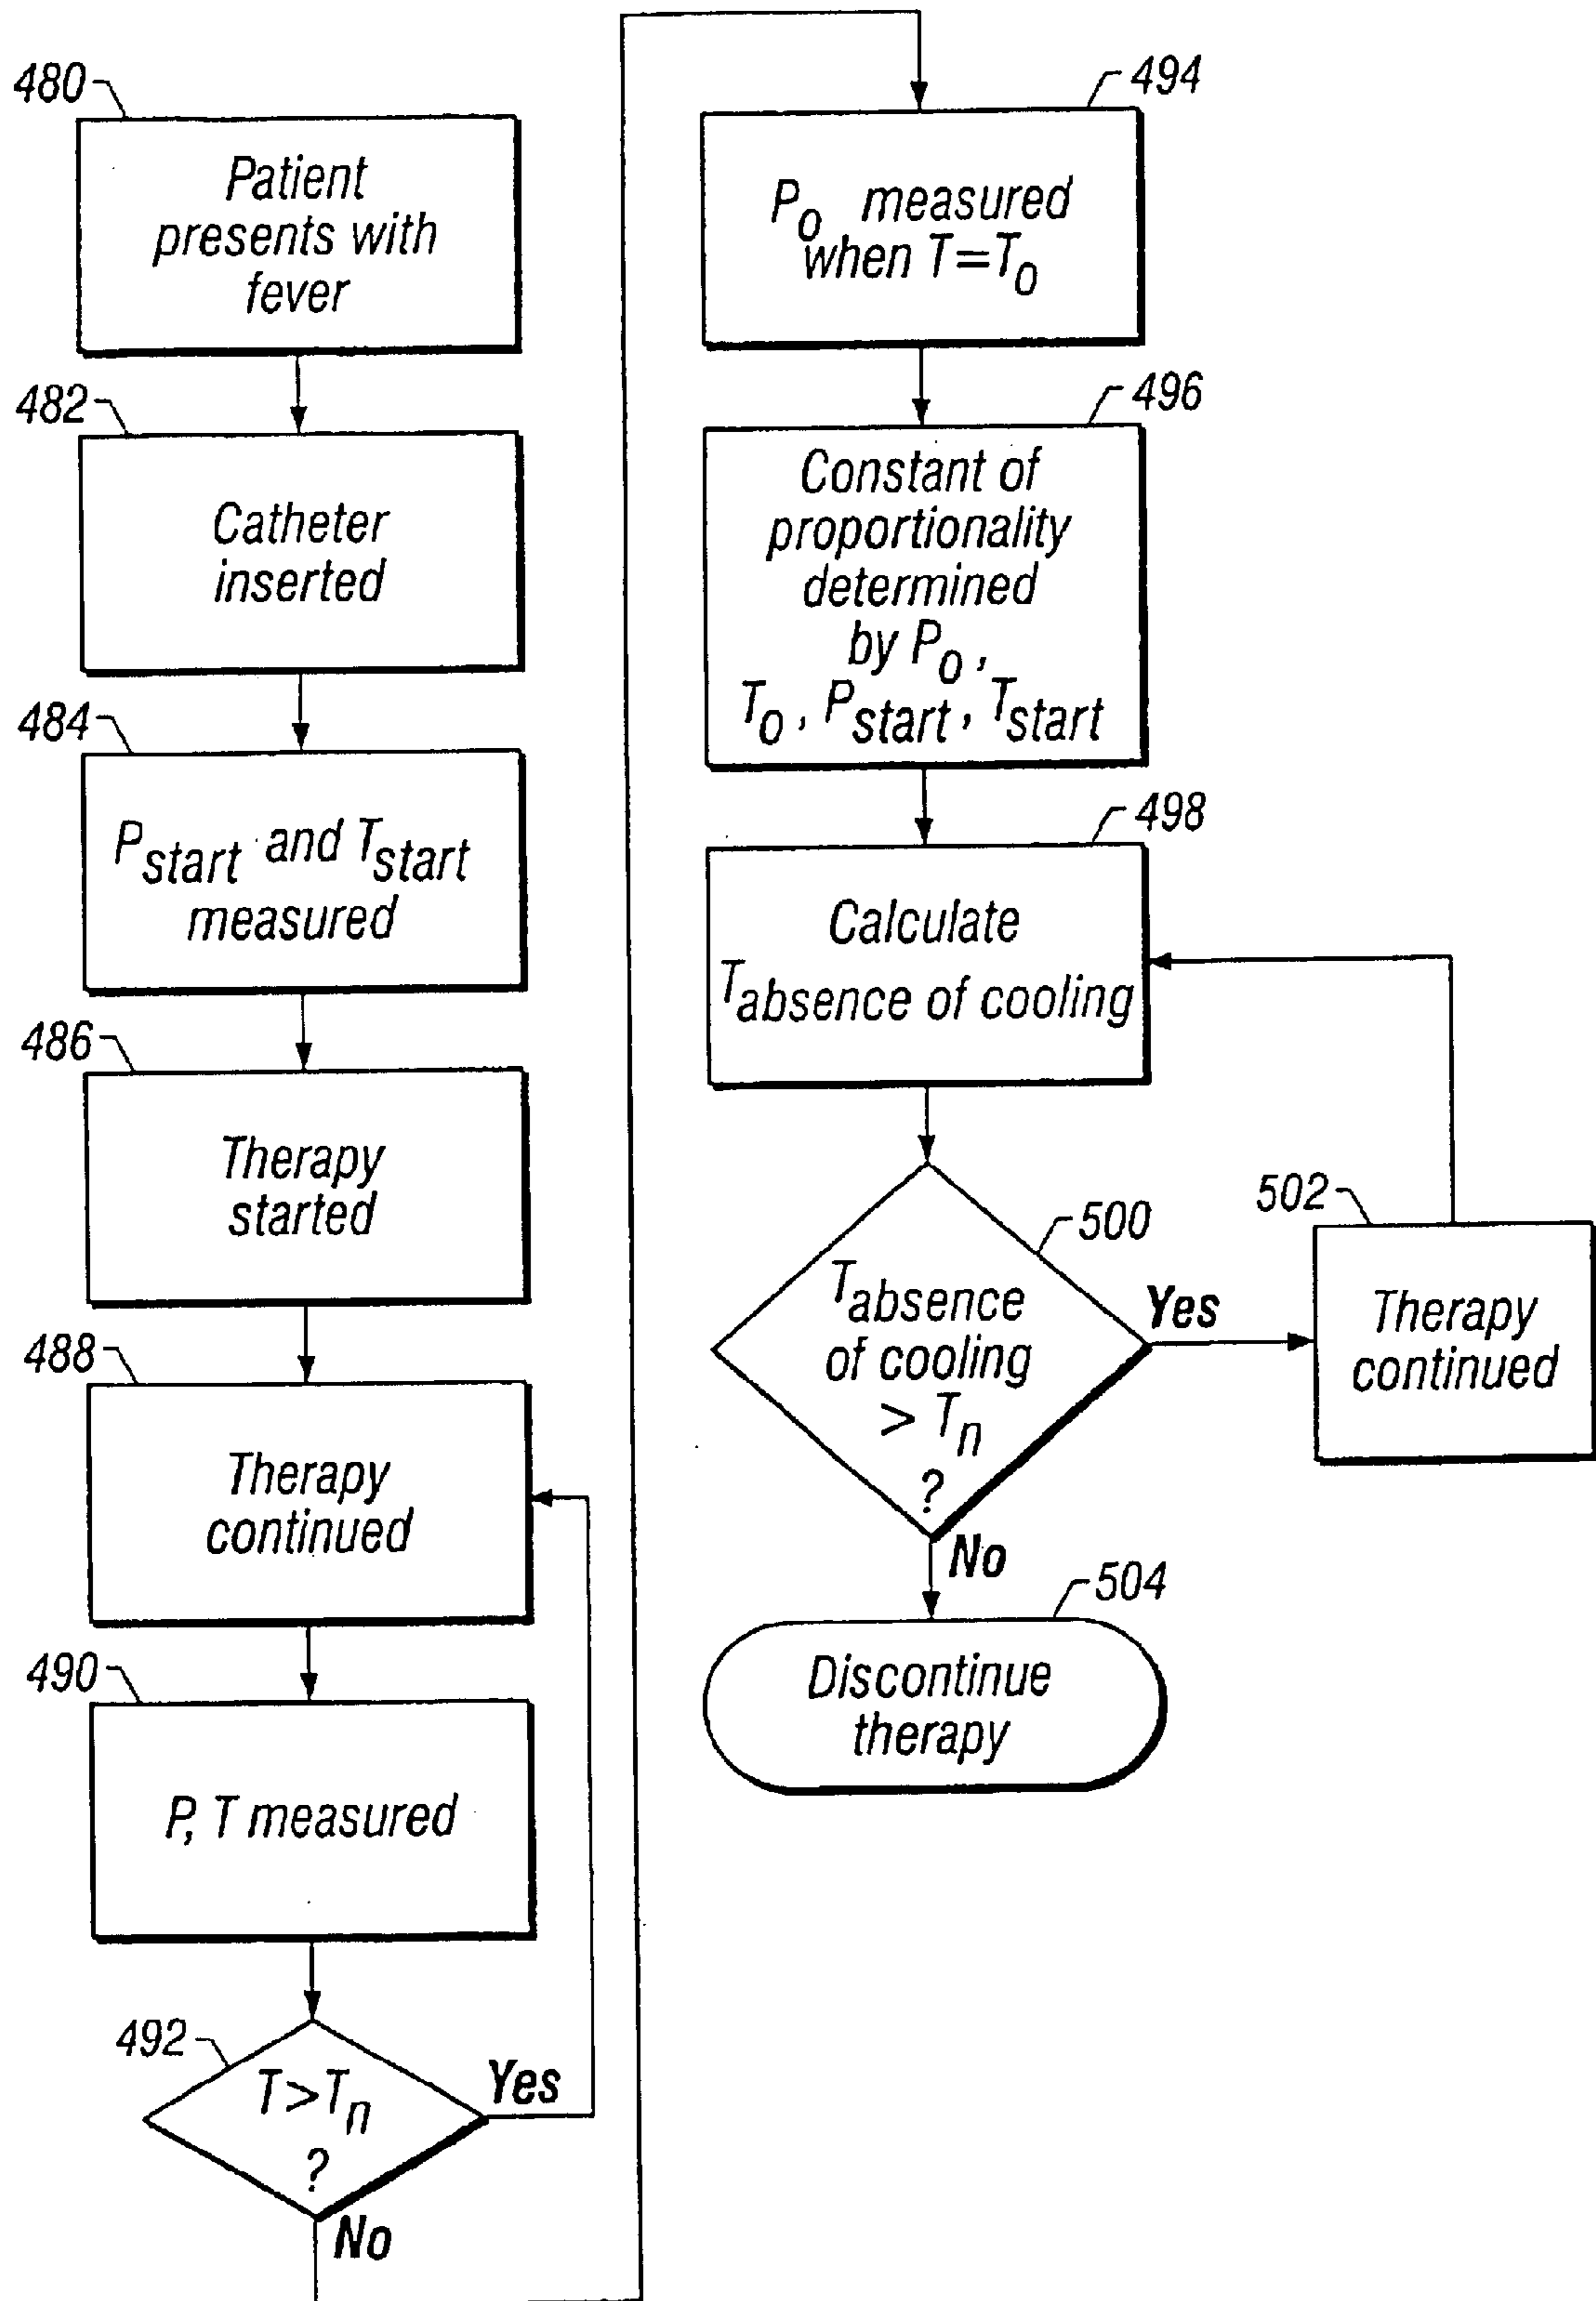 480
Patient
presents with
fever
482
Catheter
inserted
484
Pstart and Tstart
measured
486
Therapy
started
488
Therapy
continued
490
P, T measured
492
T>Tn
?
Yes
No
494
Po measured
when T=To
496
Constant of
proportionality
determined
by Po,
To, Pstart, Tstart
498
Calculate
Tabsence of cooling
500
Tabsence
of cooling
> Tn
?
Yes
No
502
Therapy
continued
504
Discontinue
therapy